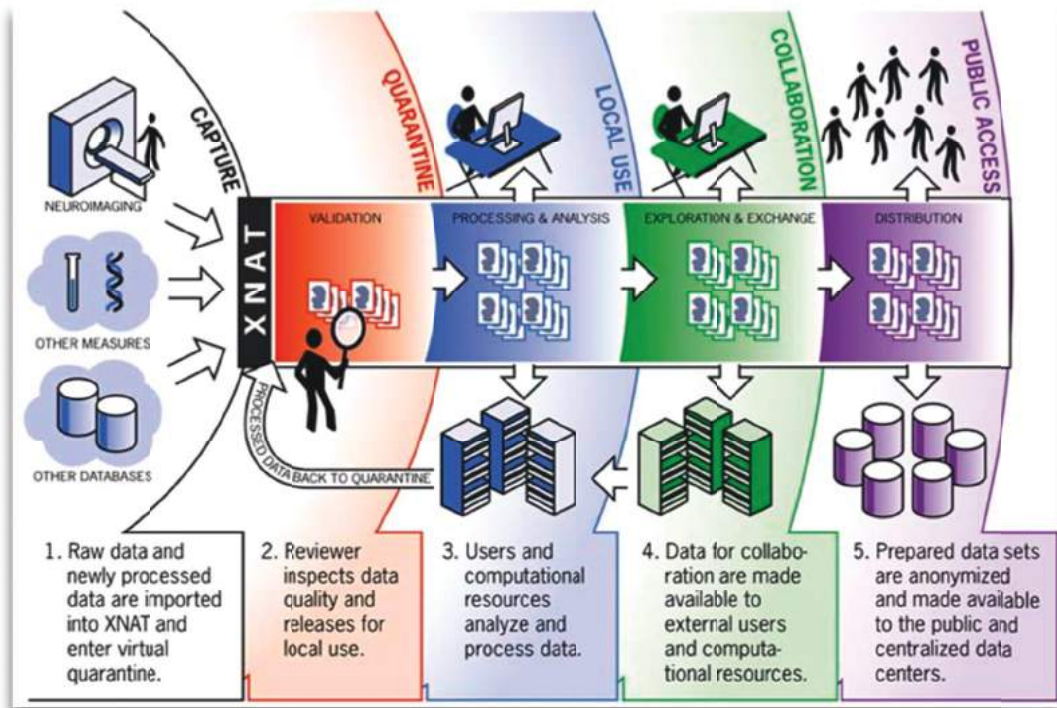 CAPTURE
QUARANTINE
LOCAL USE
COLLABORATION
PUBLIC ACCESS
NEUROIMAGING
OTHER MEASURES
OTHER DATABASES
XNAT
VALIDATION
PROCESSING & ANALYSIS
EXPLORATION & EXCHANGE
DISTRIBUTION
PROCESSED DATA BACK TO QUARANTINE
1. Raw data and
newly processed
data are imported
into XNAT and
enter virtual
quarantine.
2. Reviewer
inspects data
quality and
releases for
local use.
3. Users and
computational
resources
analyze and
process data.
4. Data for collabo-
ration are made
available to
external users
and computa-
tional resources.
5. Prepared data sets
are anonymized
and made available
to the public and
centralized data
centers.